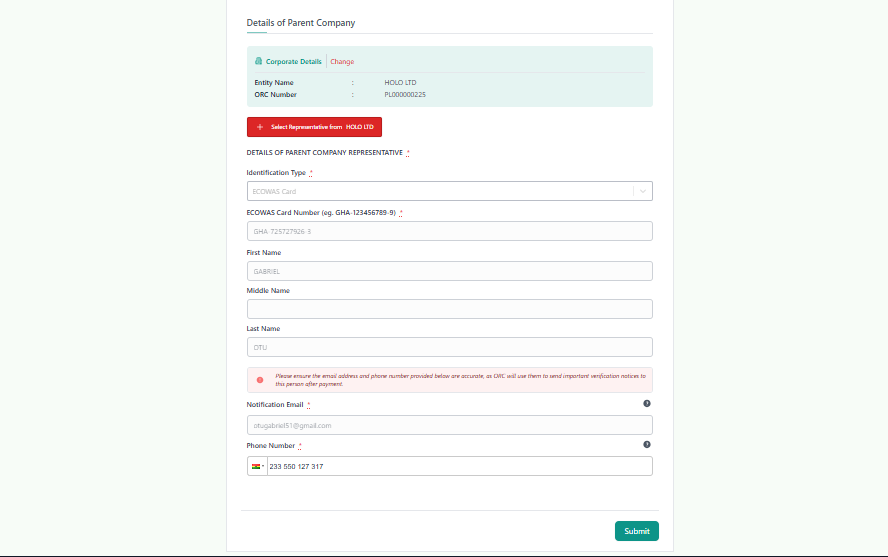 Details of Parent Company
Corporate Details | Change
Entity Name : HOLO LTD
ORC Number : PL000000225
+ Select Representative from HOLO LTD
DETAILS OF PARENT COMPANY REPRESENTATIVE *
Identification Type *
ECOWAS Card
ECOWAS Card Number (eg. GHA-123456789-9) *
GHA-725727926-3
First Name
GABRIEL
Middle Name
Last Name
OTU
Please ensure the email address and phone number provided below are accurate, as ORC will use them to send important verification notices to
this person after payment.
Notification Email *
otugabriel51@gmail.com
Phone Number *
233 550 127 317
Submit